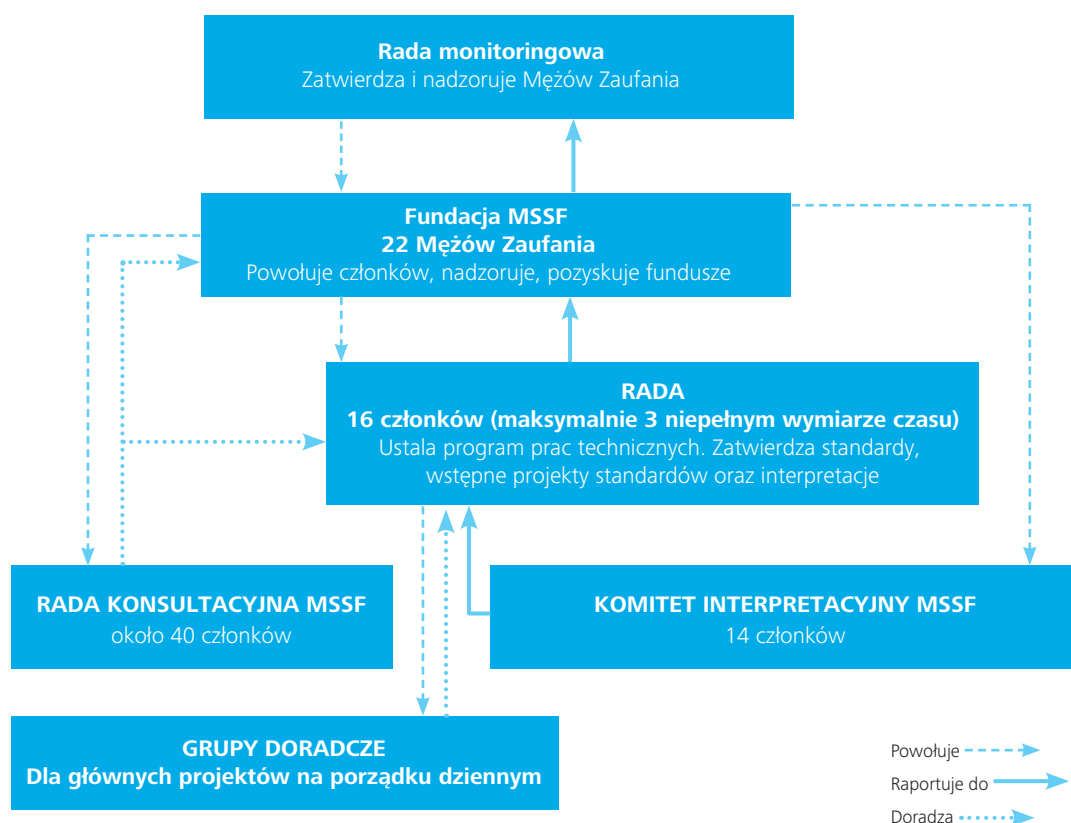 Rada monitoringowa
Zatwierdza i nadzoruje Mężów Zaufania
Fundacja MSSF
22 Mężów Zaufania
Powołuje członków, nadzoruje, pozyskuje fundusze
RADA
16 członków (maksymalnie 3 niepełnym wymiarze czasu)
Ustala program prac technicznych. Zatwierdza standardy,
wstępne projekty standardów oraz interpretacje
RADA KONSULTACYJNA MSSF
około 40 członków
KOMITET INTERPRETACYJNY MSSF
14 członków
GRUPY DORADCZE
Dla głównych projektów na porządku dziennym
Powołuje
Raportuje do
Doradza